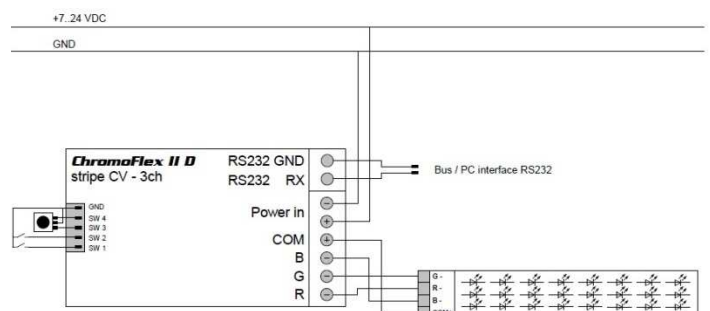 +7..24 VDC
GND
ChromoFlex II D
stripe CV - 3ch
RS232 GND
RS232 RX
Bus / PC interface RS232
Power in
COM
B
G
R
GND
SW 4
SW 3
SW 2
SW 1
G -
R -
B -
COM